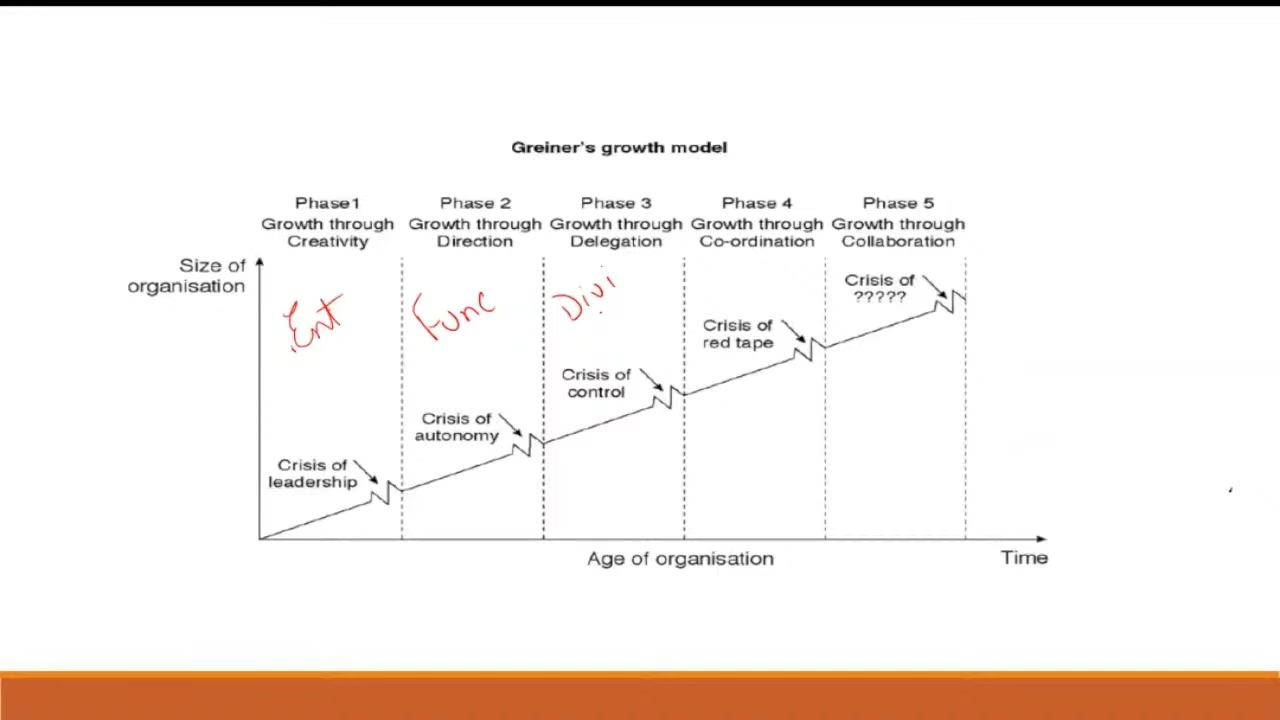 Greiner's growth model
Phase1
Growth through
Creativity
Phase 2
Growth through
Direction
Phase 3
Growth through
Delegation
Phase 4
Growth through
Co-ordination
Phase 5
Growth through
Collaboration
Size of
organisation
Ent
Func
Divi
Crisis of
leadership
Crisis of
autonomy
Crisis of
control
Crisis of
red tape
Crisis of
?????
Age of organisation
Time